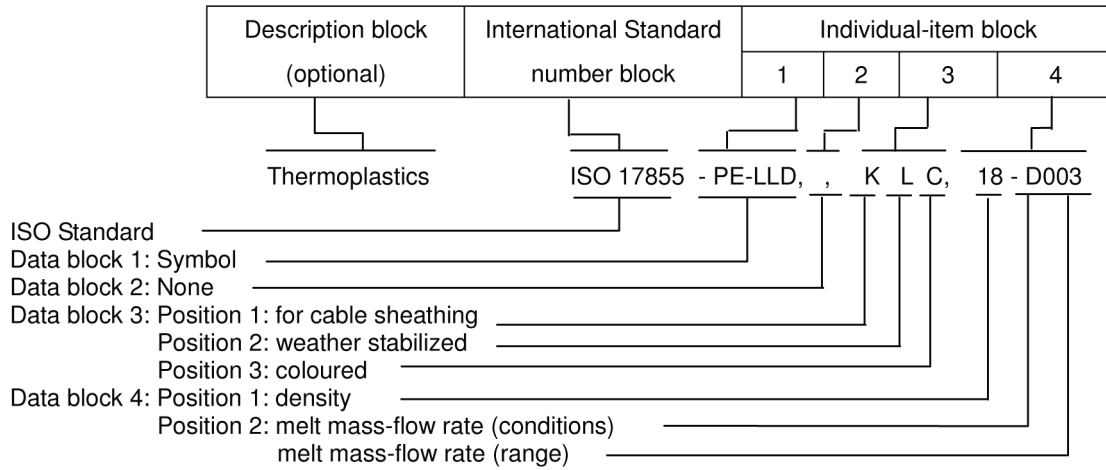 Description block International Standard Individual-item block
(optional) number block 1 2 3 4
Thermoplastics ISO 17855 - PE-LLD, , K L C, 18 - D003
ISO Standard
Data block 1: Symbol
Data block 2: None
Data block 3: Position 1: for cable sheathing
Position 2: weather stabilized
Position 3: coloured
Data block 4: Position 1: density
Position 2: melt mass-flow rate (conditions)
melt mass-flow rate (range)